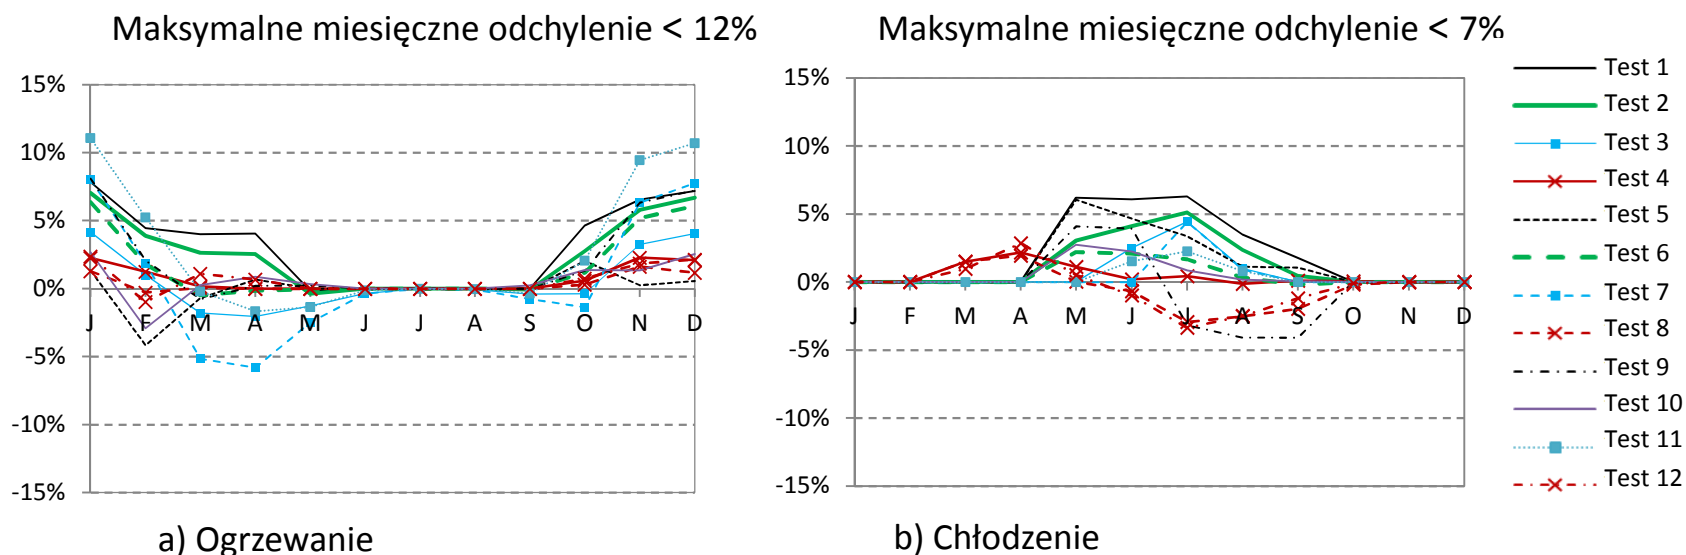 Maksymalne miesięczne odchylenie < 12%
Maksymalne miesięczne odchylenie < 7%
15%
10%
5%
0%
-5%
-10%
-15%
J F M A M J J A S O N D
a) Ogrzewanie
15%
10%
5%
0%
-5%
-10%
-15%
J F M A M J J A S O N D
b) Chłodzenie
Test 1
Test 2
Test 3
Test 4
Test 5
Test 6
Test 7
Test 8
Test 9
Test 10
Test 11
Test 12